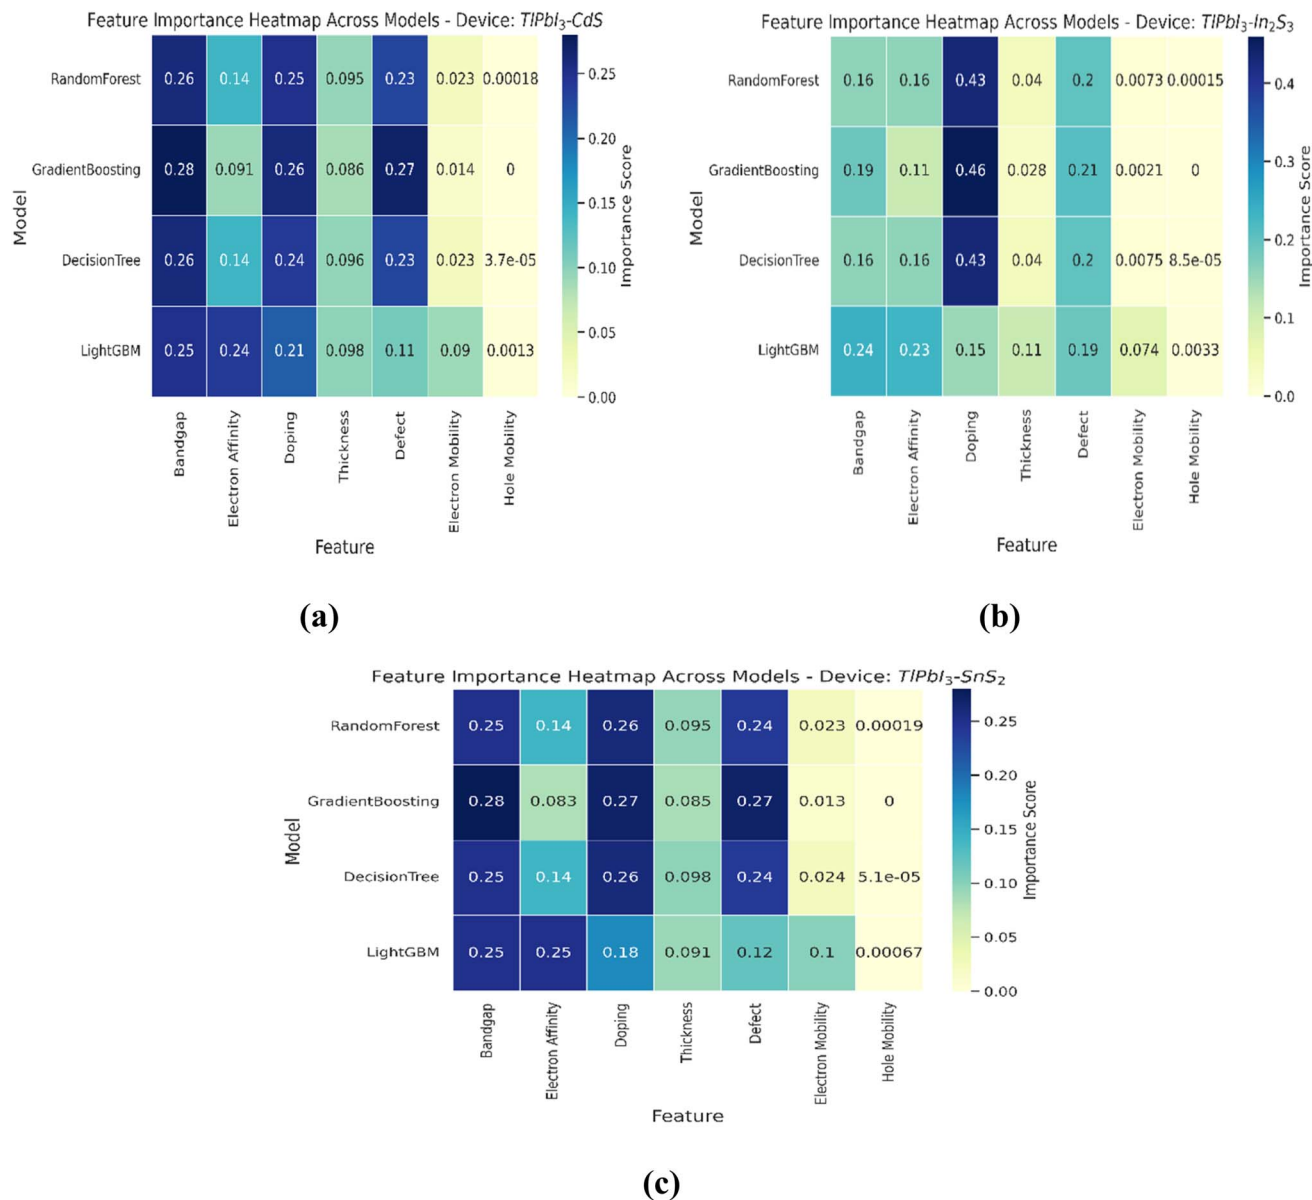 Feature Importance Heatmap Across Models - Device: TlPbI₃-CdS
Model
RandomForest 0.26 0.14 0.25 0.095 0.23 0.023 0.00018
GradientBoosting 0.28 0.091 0.26 0.086 0.27 0.014 0
DecisionTree 0.26 0.14 0.24 0.096 0.23 0.023 3.7e-05
LightGBM 0.25 0.24 0.21 0.098 0.11 0.09 0.0013
Bandgap
Electron Affinity
Doping
Thickness
Defect
Electron Mobility
Hole Mobility
Feature
0.25
0.20
0.15
0.10
0.05
0.00
Importance Score
(a)
Feature Importance Heatmap Across Models - Device: TlPbI₃-In₂S₃
Model
RandomForest 0.16 0.16 0.43 0.04 0.2 0.0073 0.00015
GradientBoosting 0.19 0.11 0.46 0.028 0.21 0.0021 0
DecisionTree 0.16 0.16 0.43 0.04 0.2 0.0075 8.5e-05
LightGBM 0.24 0.23 0.15 0.11 0.19 0.074 0.0033
Bandgap
Electron Affinity
Doping
Thickness
Defect
Electron Mobility
Hole Mobility
Feature
0.4
0.3
0.2
0.1
0.0
Importance Score
(b)
Feature Importance Heatmap Across Models - Device: TlPbI₃-SnS₂
Model
RandomForest 0.25 0.14 0.26 0.095 0.24 0.023 0.00019
GradientBoosting 0.28 0.083 0.27 0.085 0.27 0.013 0
DecisionTree 0.25 0.14 0.26 0.098 0.24 0.024 5.1e-05
LightGBM 0.25 0.25 0.18 0.091 0.12 0.1 0.00067
Bandgap
Electron Affinity
Doping
Thickness
Defect
Electron Mobility
Hole Mobility
Feature
0.25
0.20
0.15
0.10
0.05
0.00
Importance Score
(c)